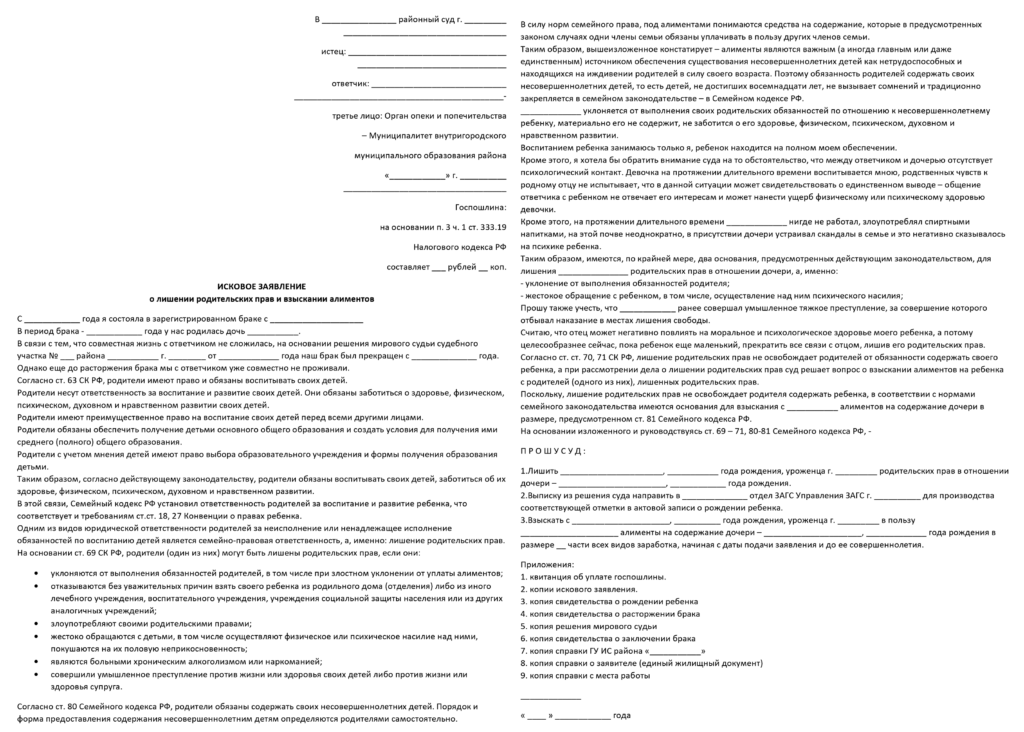 В ________________ районный суд г. _________
___________________________________
истец: __________________________________
________________________________
ответчик: _____________________________
_____________________________________________-
третье лицо: Орган опеки и попечительства
– Муниципалитет внутригородского
муниципального образования района
«____________» г. __________
___________________________________
Госпошлина:
на основании п. 3 ч. 1 ст. 333.19
Налогового кодекса РФ
составляет ___ рублей __ коп.
ИСКОВОЕ ЗАЯВЛЕНИЕ
о лишении родительских прав и взыскании алиментов
С ____________ года я состояла в зарегистрированном браке с ____________________
В период брака - ____________ года у нас родилась дочь ___________.
В связи с тем, что совместная жизнь с ответчиком не сложилась, на основании решения мирового судьи судебного
участка № ___ района ___________ г. ________ от _____________ года наш брак был прекращен с ______________ года.
Однако еще до расторжения брака мы с ответчиком уже совместно не проживали.
Согласно ст. 63 СК РФ, родители имеют право и обязаны воспитывать своих детей.
Родители несут ответственность за воспитание и развитие своих детей. Они обязаны заботиться о здоровье, физическом,
психическом, духовном и нравственном развитии своих детей.
Родители имеют преимущественное право на воспитание своих детей перед всеми другими лицами.
Родители обязаны обеспечить получение детьми основного общего образования и создать условия для получения ими
среднего (полного) общего образования.
Родители с учетом мнения детей имеют право выбора образовательного учреждения и формы получения образования
детьми.
Таким образом, согласно действующему законодательству, родители обязаны воспитывать своих детей, заботиться об их
здоровье, физическом, психическом, духовном и нравственном развитии.
В этой связи, Семейный кодекс РФ установил ответственность родителей за воспитание и развитие ребенка, что
соответствует и требованиям ст.ст. 18, 27 Конвенции о правах ребенка.
Одним из видов юридической ответственности родителей за неисполнение или ненадлежащее исполнение
обязанностей по воспитанию детей является семейно-правовая ответственность, а, именно: лишение родительских прав.
На основании ст. 69 СК РФ, родители (один из них) могут быть лишены родительских прав, если они:
• уклоняются от выполнения обязанностей родителей, в том числе при злостном уклонении от уплаты алиментов;
• отказываются без уважительных причин взять своего ребенка из родильного дома (отделения) либо из иного
лечебного учреждения, воспитательного учреждения, учреждения социальной защиты населения или из других
аналогичных учреждений;
• злоупотребляют своими родительскими правами;
• жестоко обращаются с детьми, в том числе осуществляют физическое или психическое насилие над ними,
покушаются на их половую неприкосновенность;
• являются больными хроническим алкоголизмом или наркоманией;
• совершили умышленное преступление против жизни или здоровья своих детей либо против жизни или
здоровья супруга.
Согласно ст. 80 Семейного кодекса РФ, родители обязаны содержать своих несовершеннолетних детей. Порядок и
форма предоставления содержания несовершеннолетним детям определяются родителями самостоятельно.
В силу норм семейного права, под алиментами понимаются средства на содержание, которые в предусмотренных
законом случаях одни члены семьи обязаны уплачивать в пользу других членов семьи.
Таким образом, вышеизложенное констатирует – алименты являются важным (а иногда главным или даже
единственным) источником обеспечения существования несовершеннолетних детей как нетрудоспособных и
находящихся на иждивении родителей в силу своего возраста. Поэтому обязанность родителей содержать своих
несовершеннолетних детей, то есть детей, не достигших восемнадцати лет, не вызывает сомнений и традиционно
закрепляется в семейном законодательстве – в Семейном кодексе РФ.
_____________ уклоняется от выполнения своих родительских обязанностей по отношению к несовершеннолетнему
ребенку, материально его не содержит, не заботится о его здоровье, физическом, психическом, духовном и
нравственном развитии.
Воспитанием ребенка занимаюсь только я, ребенок находится на полном моем обеспечении.
Кроме этого, я хотела бы обратить внимание суда на то обстоятельство, что между ответчиком и дочерью отсутствует
психологический контакт. Девочка на протяжении длительного времени воспитывается мною, родственных чувств к
родному отцу не испытывает, что в данной ситуации может свидетельствовать о единственном выводе – общение
ответчика с ребенком не отвечает его интересам и может нанести ущерб физическому или психическому здоровью
девочки.
Кроме этого, на протяжении длительного времени _____________ нигде не работал, злоупотреблял спиртными
напитками, на этой почве неоднократно, в присутствии дочери устраивал скандалы в семье и это негативно сказывалось
на психике ребенка.
Таким образом, имеются, по крайней мере, два основания, предусмотренных действующим законодательством, для
лишения _______________ родительских прав в отношении дочери, а, именно:
- уклонение от выполнения обязанностей родителя;
- жестокое обращение с ребенком, в том числе, осуществление над ним психического насилия;
Прошу также учесть, что ____________ ранее совершал умышленное тяжкое преступление, за совершение которого
отбывал наказание в местах лишения свободы.
Считаю, что отец может негативно повлиять на моральное и психологическое здоровье моего ребенка, а потому
целесообразнее сейчас, пока ребенок еще маленький, прекратить все связи с отцом, лишив его родительских прав.
Согласно ст. ст. 70, 71 СК РФ, лишение родительских прав не освобождает родителей от обязанности содержать своего
ребенка, а при рассмотрении дела о лишении родительских прав суд решает вопрос о взыскании алиментов на ребенка
с родителей (одного из них), лишенных родительских прав.
Поскольку, лишение родительских прав не освобождает родителя содержать ребенка, в соответствии с нормами
семейного законодательства имеются основания для взыскания с ___________ алиментов на содержание дочери в
размере, предусмотренном ст. 81 Семейного кодекса РФ.
На основании изложенного и руководствуясь ст. 69 – 71, 80-81 Семейного кодекса РФ, -
П Р О Ш У С У Д :
1.Лишить ______________________, ___________ года рождения, уроженца г. _________ родительских прав в отношении
дочери – _______________________, ____________ года рождения.
2.Выписку из решения суда направить в ______________ отдел ЗАГС Управления ЗАГС г. __________ для производства
соответствующей отметки в актовой записи о рождении ребенка.
3.Взыскать с _____________________, __________ года рождения, уроженца г. _________ в пользу
_____________________ алименты на содержание дочери – _____________________, _____________ года рождения в
размере __ части всех видов заработка, начиная с даты подачи заявления и до ее совершеннолетия.
Приложения:
1. квитанция об уплате госпошлины.
2. копии искового заявления.
3. копия свидетельства о рождении ребенка
4. копия свидетельства о расторжении брака
5. копия решения мирового судьи
6. копия свидетельства о заключении брака
7. копия справки ГУ ИС района «___________»
8. копия справки о заявителе (единый жилищный документ)
9. копия справки с места работы
_____________
« ____ » ____________ года